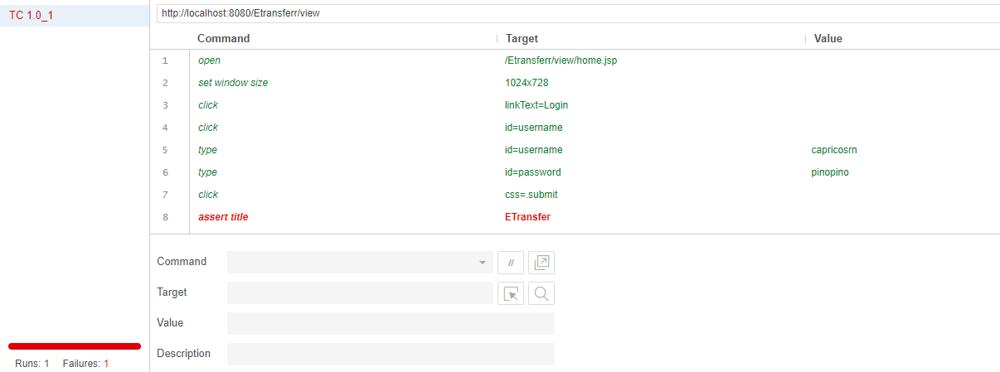 TC 1.0_1
http://localhost:8080/Etransferr/view
Command Target Value
1 open /Etransferr/view/home.jsp
2 set window size 1024x728
3 click linkText=Login
4 click id=username
5 type id=username capricosrn
6 type id=password pinopino
7 click css=.submit
8 assert title ETransfer
Command //
Target
Value
Description
Runs: 1 Failures: 1